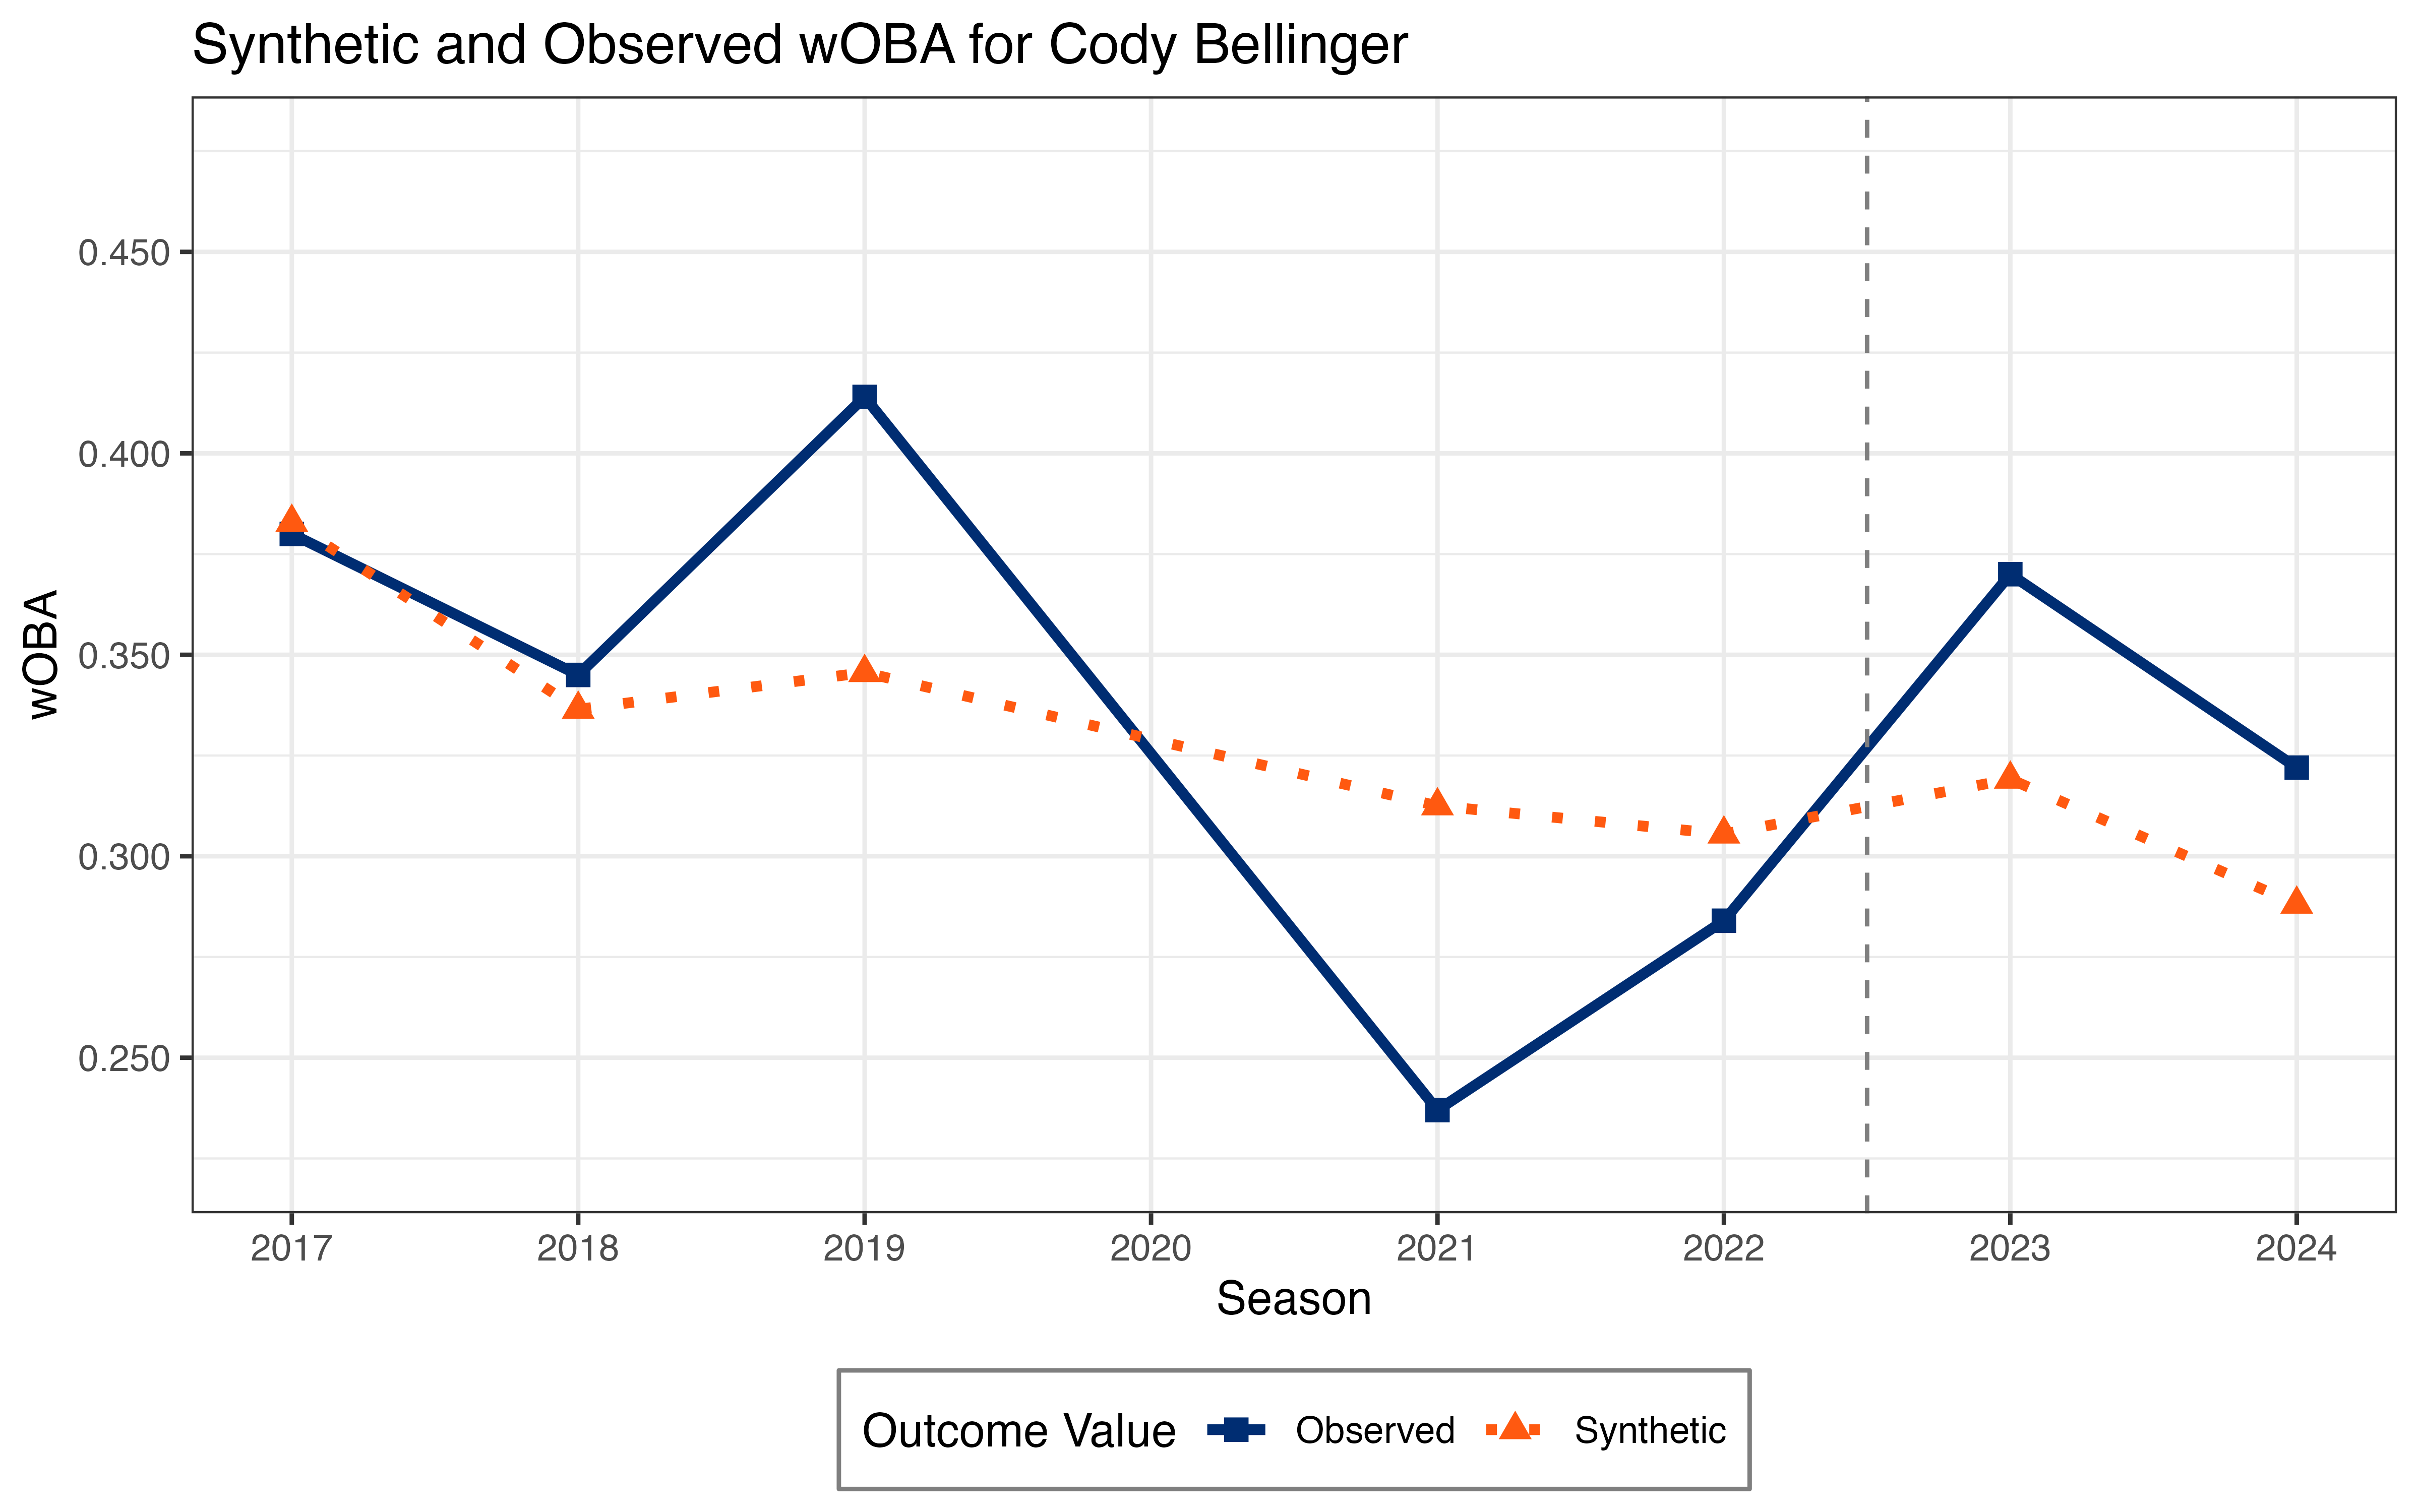 Synthetic and Observed wOBA for Cody Bellinger
0.450
0.400
0.350
0.300
0.250
wOBA
2017 2018 2019 2020 2021 2022 2023 2024
Season
Outcome Value Observed Synthetic